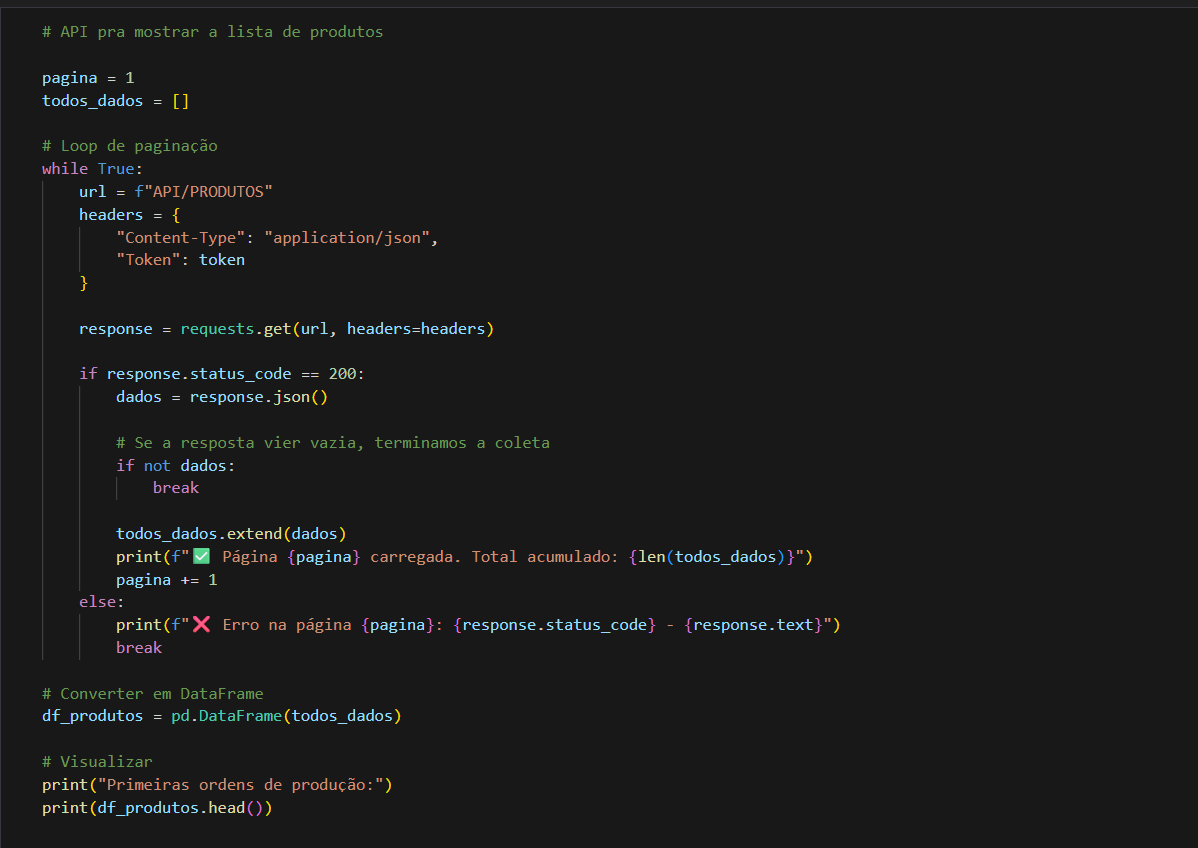 # API pra mostrar a lista de produtos
pagina = 1
todos_dados = []
# Loop de paginação
while True:
url = f"API/PRODUTOS"
headers = {
"Content-Type": "application/json",
"Token": token
}
response = requests.get(url, headers=headers)
if response.status_code == 200:
dados = response.json()
# Se a resposta vier vazia, terminamos a coleta
if not dados:
break
todos_dados.extend(dados)
print(f"✅ Página {pagina} carregada. Total acumulado: {len(todos_dados)}")
pagina += 1
else:
print(f"❌ Erro na página {pagina}: {response.status_code} - {response.text}")
break
# Converter em DataFrame
df_produtos = pd.DataFrame(todos_dados)
# Visualizar
print("Primeiras ordens de produção:")
print(df_produtos.head())